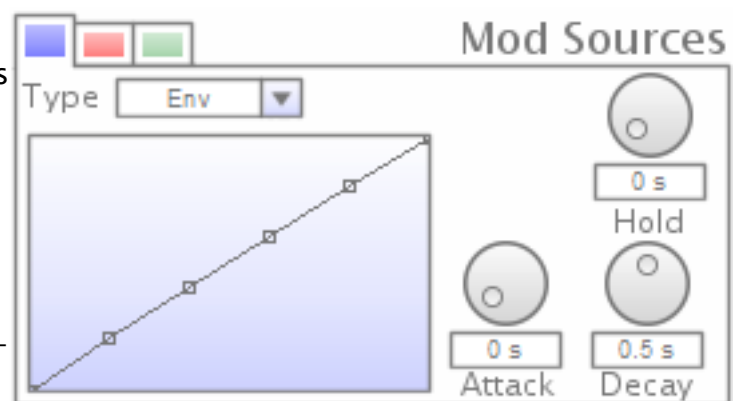 Mod Sources
s
Type Env
0 s
Hold
0 s 0.5 s
Attack Decay